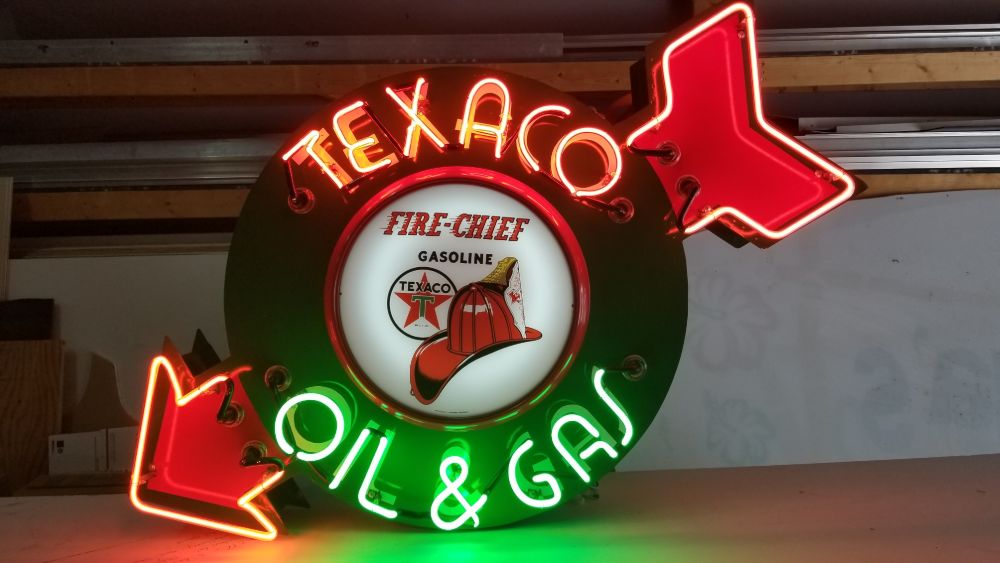 TEXACO
FIRE-CHIEF
GASOLINE
TEXACO
T
OIL & GAS